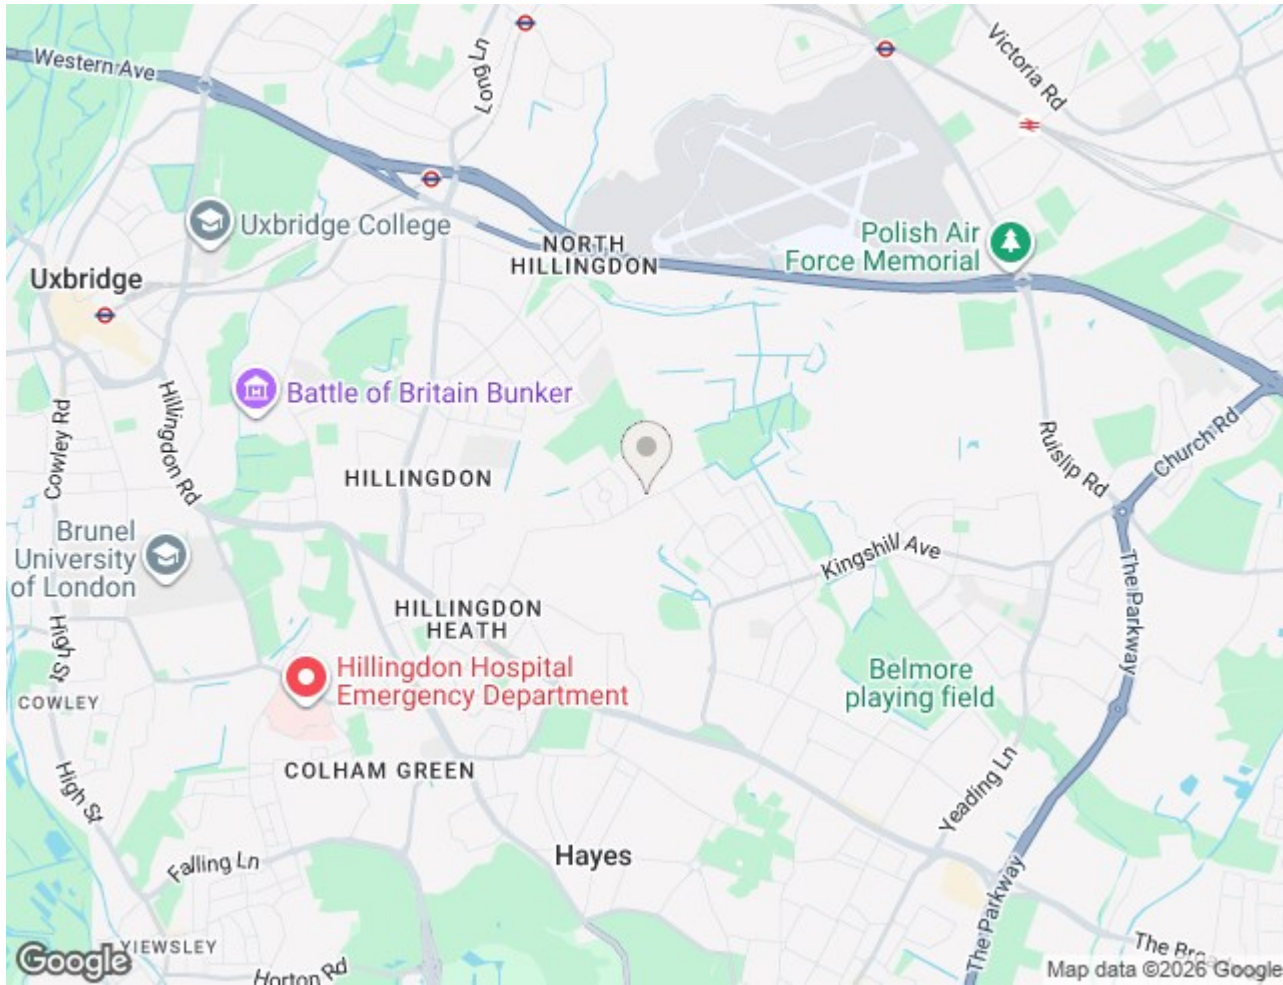 Western Ave
Long Ln
Victoria Rd
Uxbridge College
NORTH
HILLINGDON
Polish Air
Force Memorial
Uxbridge
Battle of Britain Bunker
Hillingdon Rd
Cowley Rd
HILLINGDON
Ruislip Rd
Church Rd
Brunel
University
of London
Kingshill Ave
The Parkway
HILLINGDON
HEATH
High St
Hillingdon Hospital
Emergency Department
Belmore
playing field
COWLEY
COLHAM GREEN
High St
Yeading Ln
Falling Ln
Hayes
The Parkway
YIEWSLEY
Horton Rd
Google
Map data ©2026 Google